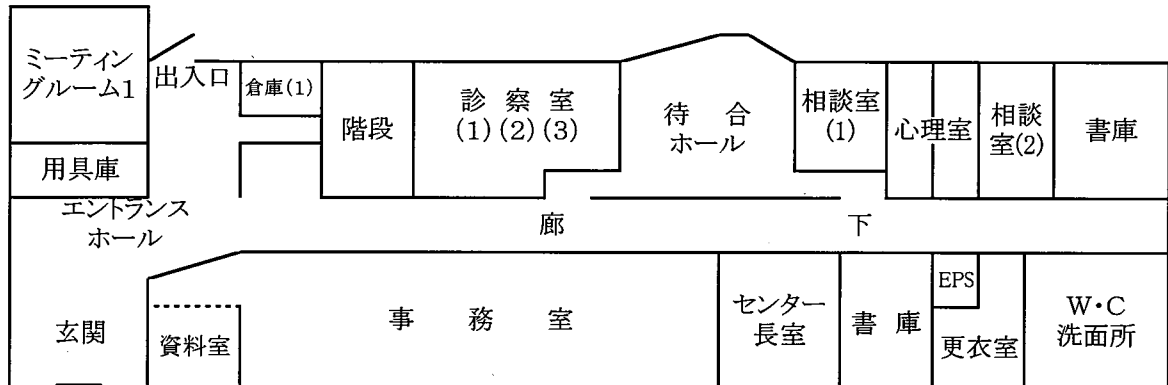 ミーティン
グルーム1
出入口
倉庫(1)
階段
診察室
(1)(2)(3)
待合
ホール
相談室
(1)
心理室
相談
室(2)
書庫
用具庫
エントランス
ホール
廊下
玄関
資料室
事務室
センター
長室
書庫
EPS
更衣室
W・C
洗面所